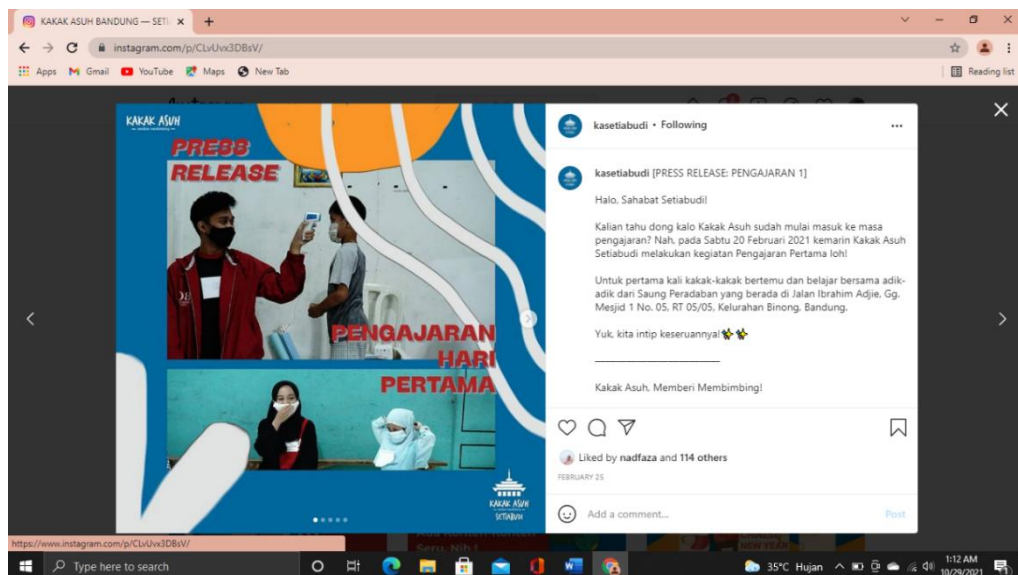 KAKAK ASUH BANDUNG — SETI
instagram.com/p/CLvUvx3DBsV/
Apps
Gmail
YouTube
Maps
New Tab
Reading list
KAKAK ASUH
PRESS
RELEASE
PENGAJARAN
HARI
PERTAMA
KAKAK ASUH
SETIABUDI
kasetiabudi • Following
kasetiabudi [PRESS RELEASE: PENGAJARAN 1]
Halo, Sahabat Setiabudi!
Kalian tahu dong kalo Kakak Asuh sudah mulai masuk ke masa
pengajaran? Nah, pada Sabtu 20 Februari 2021 kemarin Kakak Asuh
Setiabudi melakukan kegiatan Pengajaran Pertama loh!
Untuk pertama kali kakak-kakak bertemu dan belajar bersama adik-
adik dari Saung Peradaban yang berada di Jalan Ibrahim Adjie, Gg.
Mesjid 1 No. 05, RT 05/05, Kelurahan Binong, Bandung.
Yuk, kita intip keseruannya!
Kakak Asuh, Memberi Membimbing!
Liked by nadfaza and 114 others
FEBRUARY 25
Add a comment...
Post
https://www.instagram.com/p/CLvUvx3DBsV/
Seru, Nih!
NEW YEAR
Type here to search
35°C Hujan
1:12 AM
10/29/2021